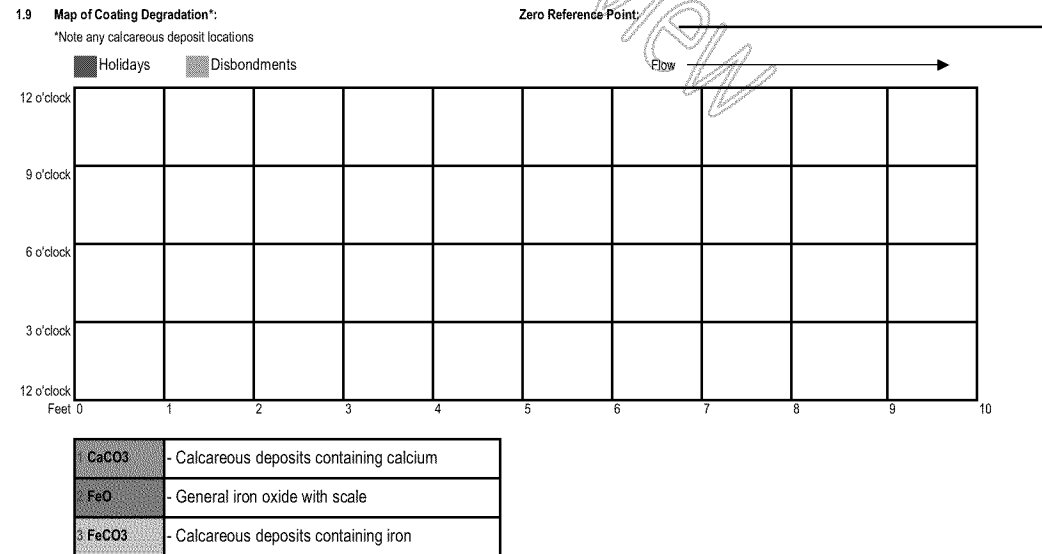 1.9 Map of Coating Degradation*: Zero Reference Point:
*Note any calcareous deposit locations
Holidays Disbondments Flow
12 o'clock
9 o'clock
6 o'clock
3 o'clock
12 o'clock
Feet 0 1 2 3 4 5 6 7 8 9 10
1 CaCO3 - Calcareous deposits containing calcium
2 FeO - General iron oxide with scale
3 FeCO3 - Calcareous deposits containing iron